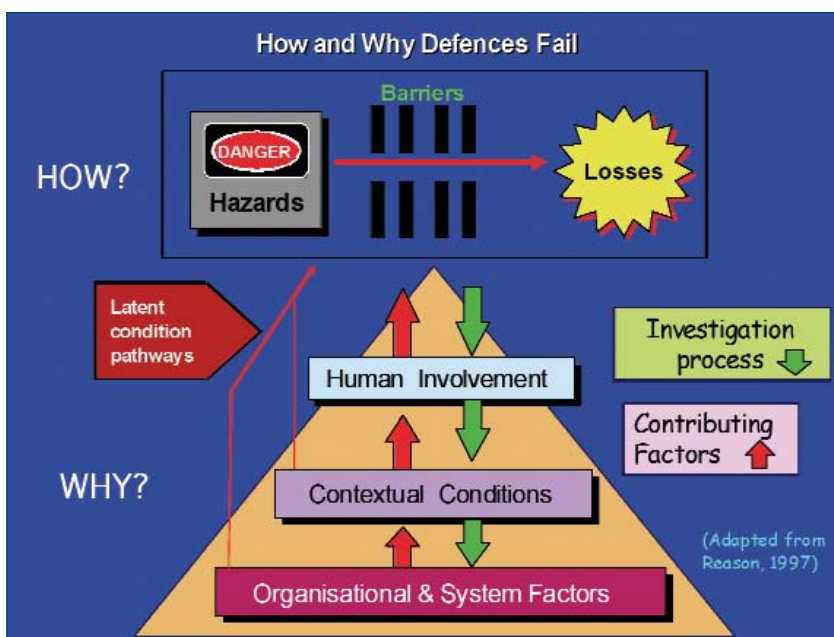 How and Why Defences Fail
HOW?
DANGER
Hazards
Barriers
Losses
Latent
condition
pathways
Investigation
process
Human Involvement
Contributing
Factors
WHY?
Contextual Conditions
(Adapted from
Reason, 1997)
Organisational & System Factors